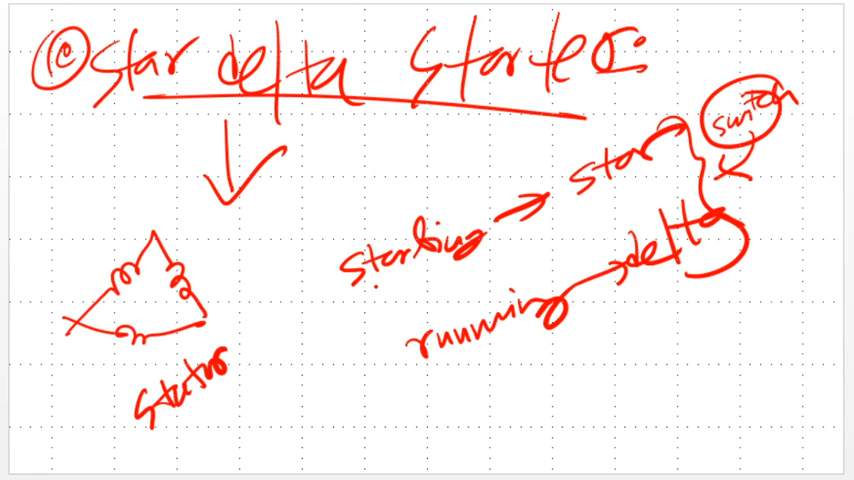 © Star delta Starter:
switch
starting → star
running → delta
Stator